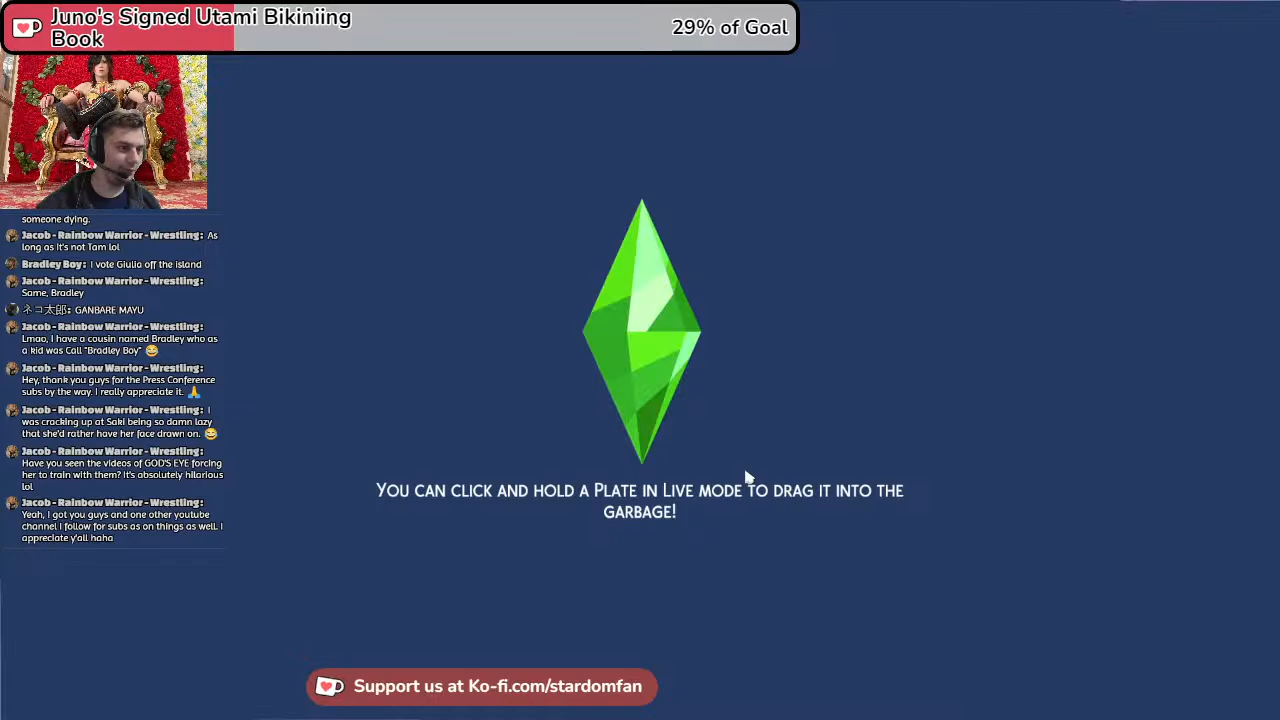 Juno's Signed Utami Bikiniing
Book
29% of Goal
someone dying.
Jacob - Rainbow Warrior - Wrestling: As
long as it's not Tam lol
Bradley Boy: I vote Giulia off the island
Jacob - Rainbow Warrior - Wrestling:
Same, Bradley
ネコ太郎: GANBARE MAYU
Jacob - Rainbow Warrior - Wrestling:
Lmao, I have a cousin named Bradley who as
a kid was Call "Bradley Boy" 😂
Jacob - Rainbow Warrior - Wrestling:
Hey, thank you guys for the Press Conference
subs by the way. I really appreciate it. 🙏
Jacob - Rainbow Warrior - Wrestling: I
was cracking up at Saki being so damn lazy
that she'd rather have her face drawn on. 😂
Jacob - Rainbow Warrior - Wrestling:
Have you seen the videos of GOD'S EYE forcing
her to train with them? It's absolutely hilarious
lol
Jacob - Rainbow Warrior - Wrestling:
Yeah, I got you guys and one other youtube
channel I follow for subs as on things as well. I
appreciate y'all haha
YOU CAN CLICK AND HOLD A PLATE IN LIVE MODE TO DRAG IT INTO THE
GARBAGE!
Support us at Ko-fi.com/stardomfan